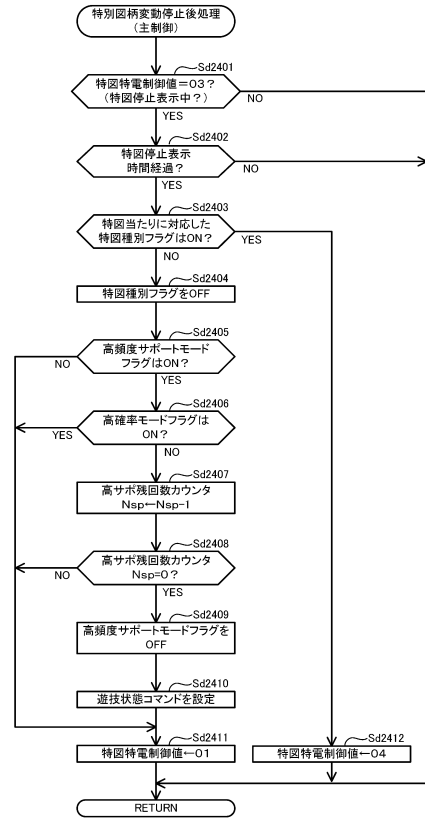 特別図柄変動停止後処理
(主制御)
Sd2401
特図特電制御値=03?
(特図停止表示中?)
NO
YES
Sd2402
特図停止表示
時間経過?
NO
YES
Sd2403
特図当たりに対応した
特図種別フラグはON?
YES
NO
Sd2404
特図種別フラグをOFF
Sd2405
高頻度サポートモード
フラグはON?
NO
YES
Sd2406
高確率モードフラグは
ON?
YES
NO
Sd2407
高サポ残回数カウンタ
Nsp←Nsp-1
Sd2408
高サポ残回数カウンタ
Nsp=0?
NO
YES
Sd2409
高頻度サポートモードフラグを
OFF
Sd2410
遊技状態コマンドを設定
Sd2411
特図特電制御値←01
Sd2412
特図特電制御値←04
RETURN